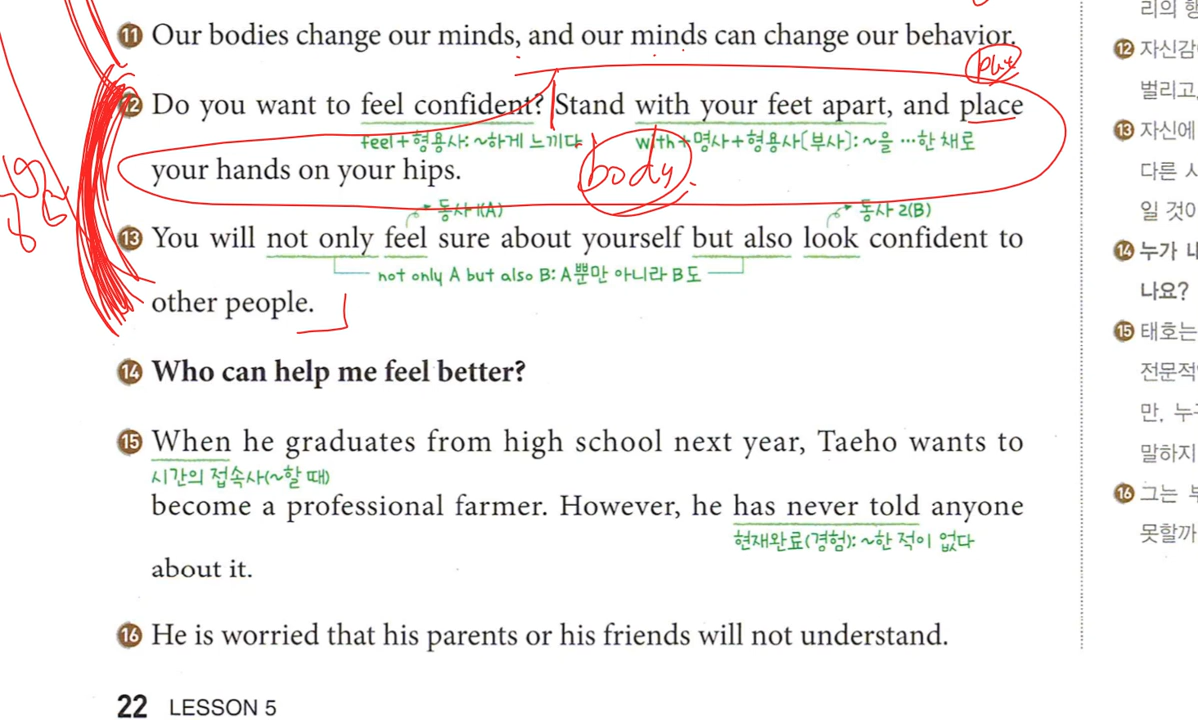 리의 행
⑪ Our bodies change our minds, and our minds can change our behavior.
put
⑫ Do you want to feel confident? Stand with your feet apart, and place
feel+형용사: ~하게 느끼다 with+명사+형용사[부사]: ~을 …한 채로
your hands on your hips.
body
동사 1(A) 동사 2(B)
⑬ You will not only feel sure about yourself but also look confident to
not only A but also B: A뿐만 아니라 B도
other people.
⑭ Who can help me feel better?
⑮ When he graduates from high school next year, Taeho wants to
시간의 접속사(~할 때)
become a professional farmer. However, he has never told anyone
현재완료(경험): ~한 적이 없다
about it.
⑯ He is worried that his parents or his friends will not understand.
22 LESSON 5
⑫ 자신감
벌리고,
⑬ 자신에
다른 사
일 것이
⑭ 누가 나
나요?
⑮ 태호는
전문적
만, 누구
말하지
⑯ 그는 부
못할까